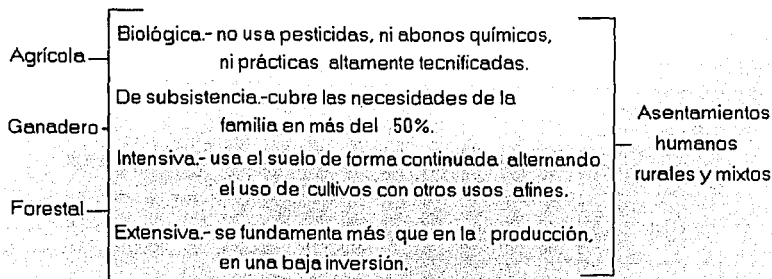 Biológica.- no usa pesticidas, ni abonos químicos,
Agrícola
ni prácticas altamente tecnificadas.
De subsistencia.-cubre las necesidades de la
Ganadero
familia en más del 50%.
Intensiva.- usa el suelo de forma continuada alternando
el uso de cultivos con otros usos afines.
Forestal
Extensiva.- se fundamenta más que en la producción,
en una baja inversión.
Asentamientos
humanos
rurales y mixtos